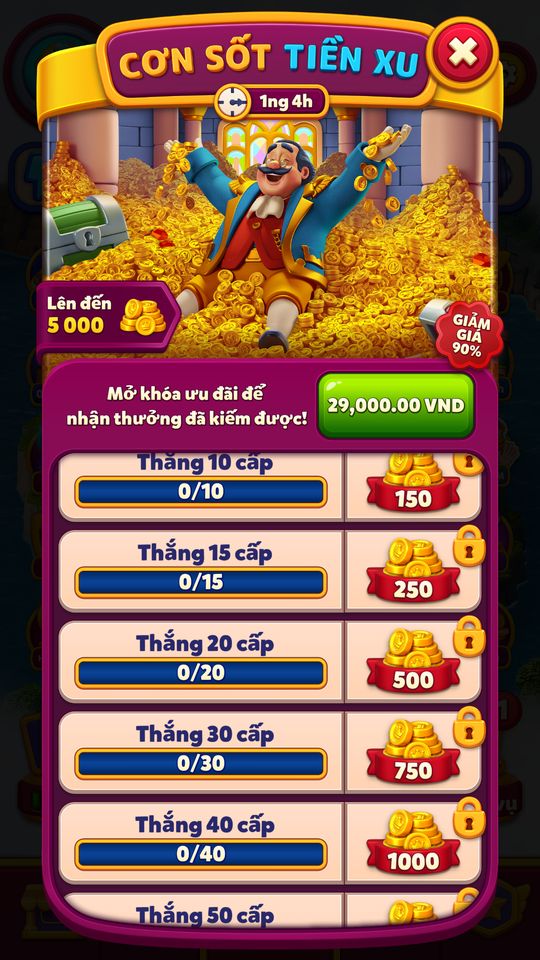 CƠN SỐT TIỀN XU
1ng 4h
Lên đến
5 000
GIẢM
GIÁ
90%
Mở khóa ưu đãi để
nhận thưởng đã kiếm được!
29,000.00 VND
Thắng 10 cấp
0/10
150
Thắng 15 cấp
0/15
250
Thắng 20 cấp
0/20
500
Thắng 30 cấp
0/30
750
Thắng 40 cấp
0/40
1000
Thắng 50 cấp